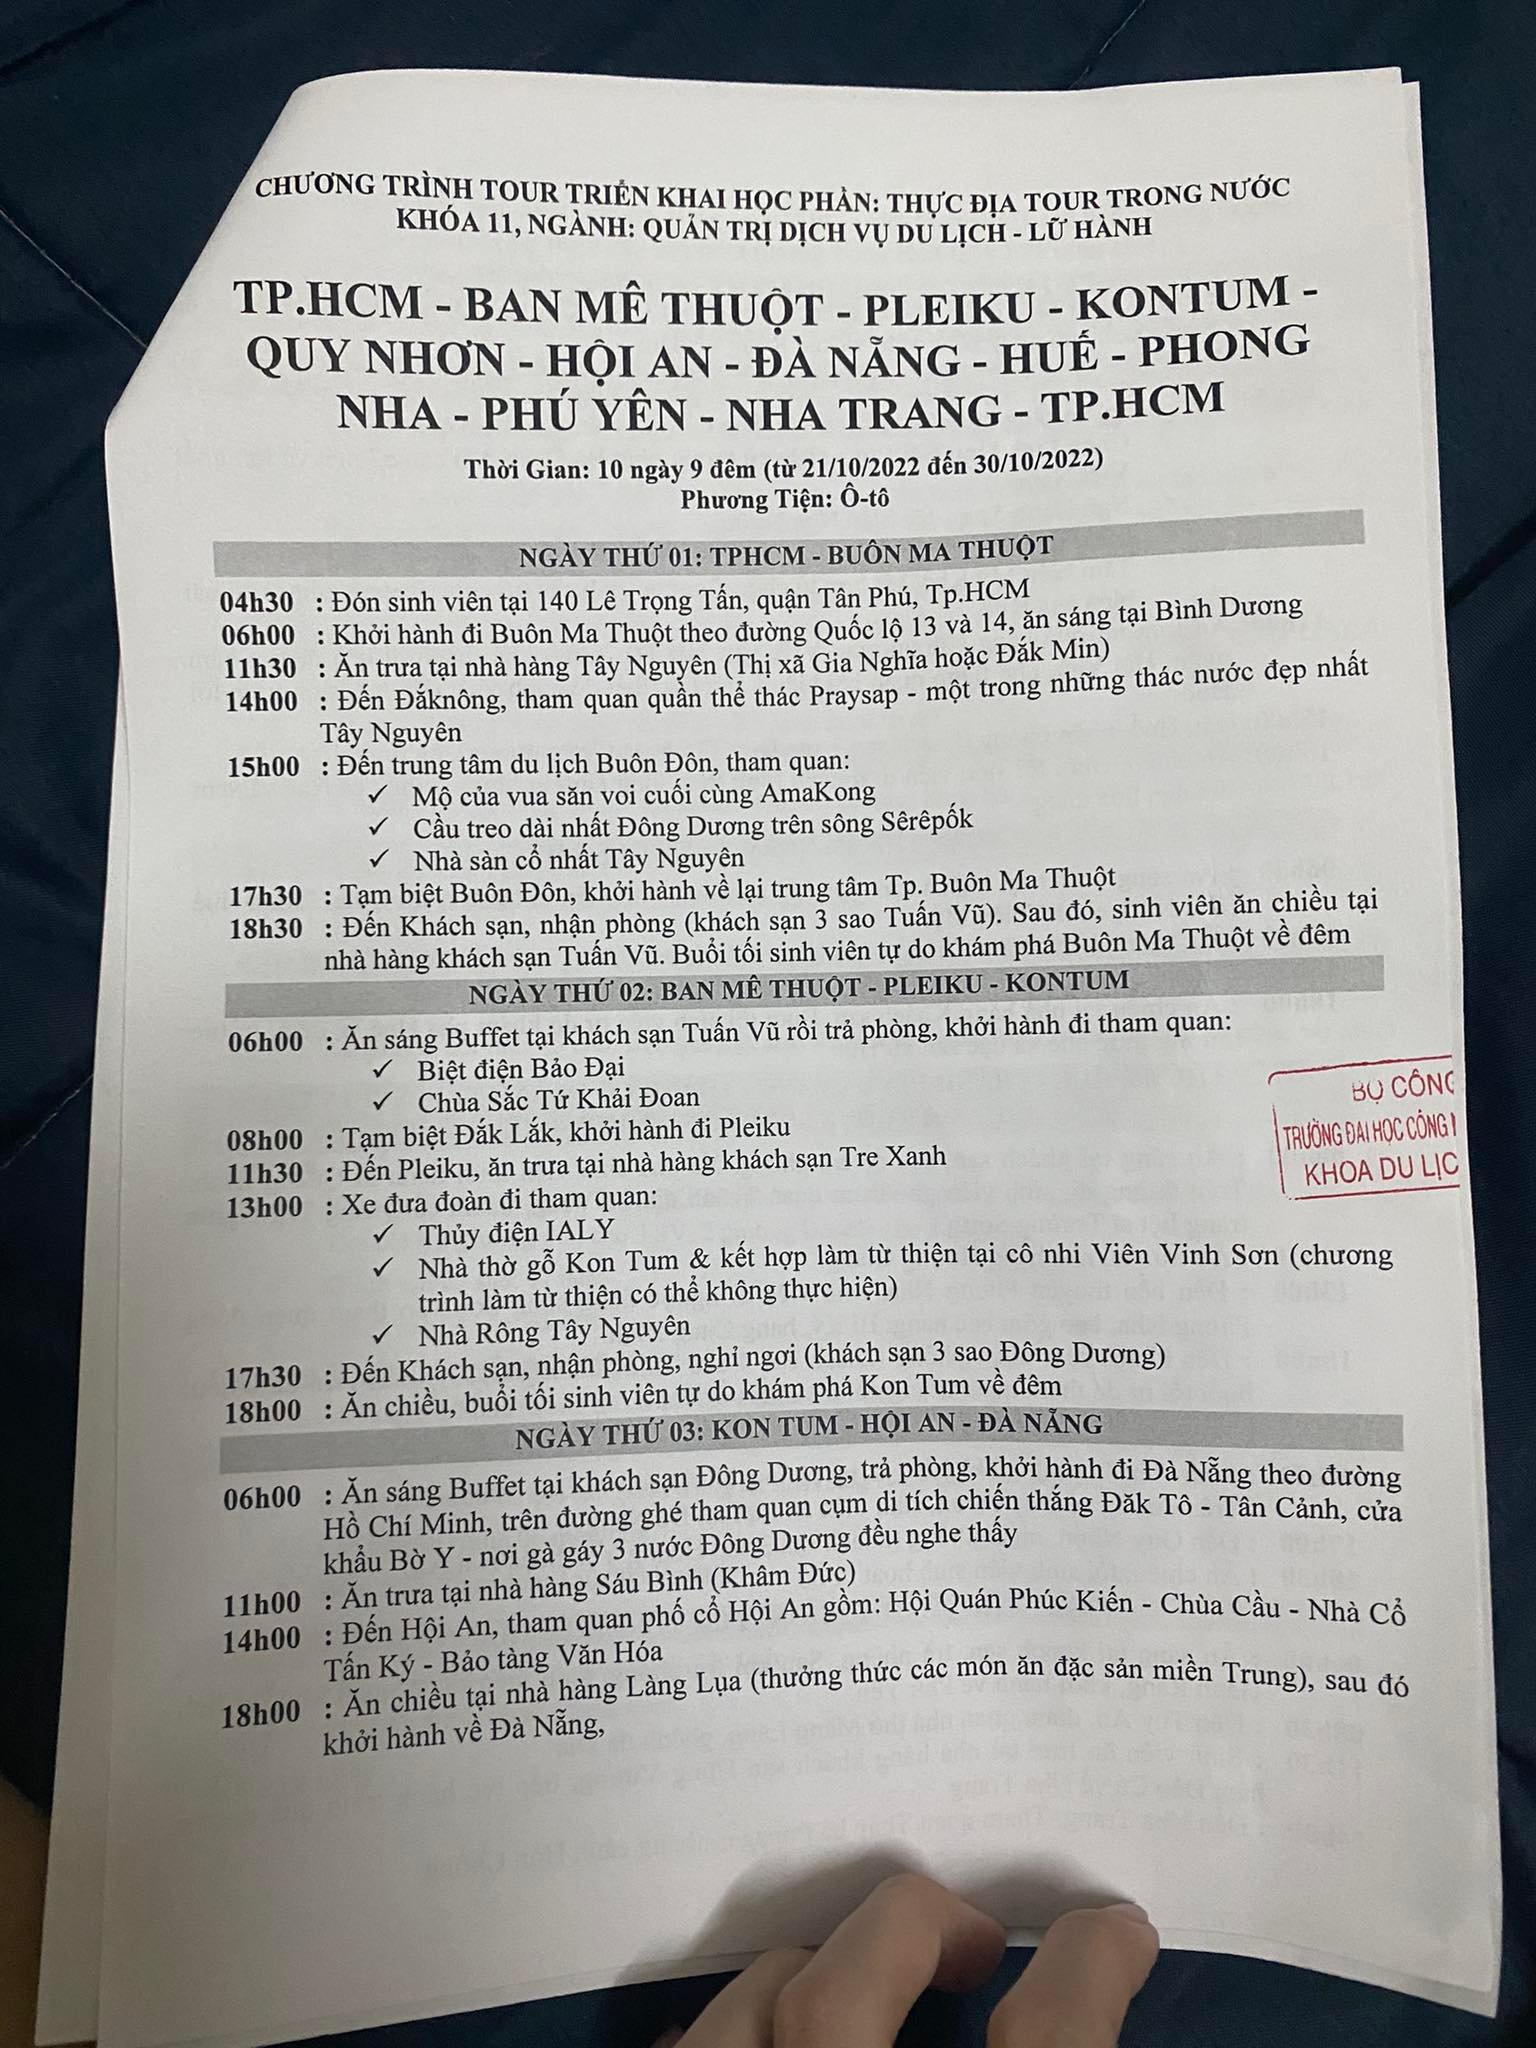 CHƯƠNG TRÌNH TOUR TRIỂN KHAI HỌC PHẦN: THỰC ĐỊA TOUR TRONG NƯỚC
KHÓA 11, NGÀNH: QUẢN TRỊ DỊCH VỤ DU LỊCH - LỮ HÀNH
TP.HCM - BAN MÊ THUỘT - PLEIKU - KONTUM -
QUY NHƠN - HỘI AN - ĐÀ NẴNG - HUẾ - PHONG
NHA - PHÚ YÊN - NHA TRANG - TP.HCM
Thời Gian: 10 ngày 9 đêm (từ 21/10/2022 đến 30/10/2022)
Phương Tiện: Ô-tô
NGÀY THỨ 01: TPHCM - BUÔN MA THUỘT
04h30 : Đón sinh viên tại 140 Lê Trọng Tấn, quận Tân Phú, Tp.HCM
06h00 : Khởi hành đi Buôn Ma Thuột theo đường Quốc lộ 13 và 14, ăn sáng tại Bình Dương
11h30 : Ăn trưa tại nhà hàng Tây Nguyên (Thị xã Gia Nghĩa hoặc Đắk Min)
14h00 : Đến Đắknông, tham quan quần thể thác Praysap - một trong những thác nước đẹp nhất
Tây Nguyên
15h00 : Đến trung tâm du lịch Buôn Đôn, tham quan:
✓ Mộ của vua săn voi cuối cùng AmaKong
✓ Cầu treo dài nhất Đông Dương trên sông Sêrêpốk
✓ Nhà sàn cổ nhất Tây Nguyên
17h30 : Tạm biệt Buôn Đôn, khởi hành về lại trung tâm Tp. Buôn Ma Thuột
18h30 : Đến Khách sạn, nhận phòng (khách sạn 3 sao Tuấn Vũ). Sau đó, sinh viên ăn chiều tại
nhà hàng khách sạn Tuấn Vũ. Buổi tối sinh viên tự do khám phá Buôn Ma Thuột về đêm
NGÀY THỨ 02: BAN MÊ THUỘT - PLEIKU - KONTUM
06h00 : Ăn sáng Buffet tại khách sạn Tuấn Vũ rồi trả phòng, khởi hành đi tham quan:
✓ Biệt điện Bảo Đại
✓ Chùa Sắc Tứ Khải Đoan
08h00 : Tạm biệt Đắk Lắk, khởi hành đi Pleiku
11h30 : Đến Pleiku, ăn trưa tại nhà hàng khách sạn Tre Xanh
13h00 : Xe đưa đoàn đi tham quan:
✓ Thủy điện IALY
✓ Nhà thờ gỗ Kon Tum & kết hợp làm từ thiện tại cô nhi Viên Vinh Sơn (chương
trình làm từ thiện có thể không thực hiện)
✓ Nhà Rông Tây Nguyên
17h30 : Đến Khách sạn, nhận phòng, nghỉ ngơi (khách sạn 3 sao Đông Dương)
18h00 : Ăn chiều, buổi tối sinh viên tự do khám phá Kon Tum về đêm
BỘ CÔNG
TRƯỜNG ĐẠI HỌC CÔNG
KHOA DU LỊC
NGÀY THỨ 03: KON TUM - HỘI AN - ĐÀ NẴNG
06h00 : Ăn sáng Buffet tại khách sạn Đông Dương, trả phòng, khởi hành đi Đà Nẵng theo đường
Hồ Chí Minh, trên đường ghé tham quan cụm di tích chiến thắng Đăk Tô - Tân Cảnh, cửa
khẩu Bờ Y - nơi gà gáy 3 nước Đông Dương đều nghe thấy
11h00 : Ăn trưa tại nhà hàng Sáu Bình (Khâm Đức)
14h00 : Đến Hội An, tham quan phố cổ Hội An gồm: Hội Quán Phúc Kiến - Chùa Cầu - Nhà Cổ
Tấn Ký - Bảo tàng Văn Hóa
18h00 : Ăn chiều tại nhà hàng Làng Lụa (thưởng thức các món ăn đặc sản miền Trung), sau đó
khởi hành về Đà Nẵng,